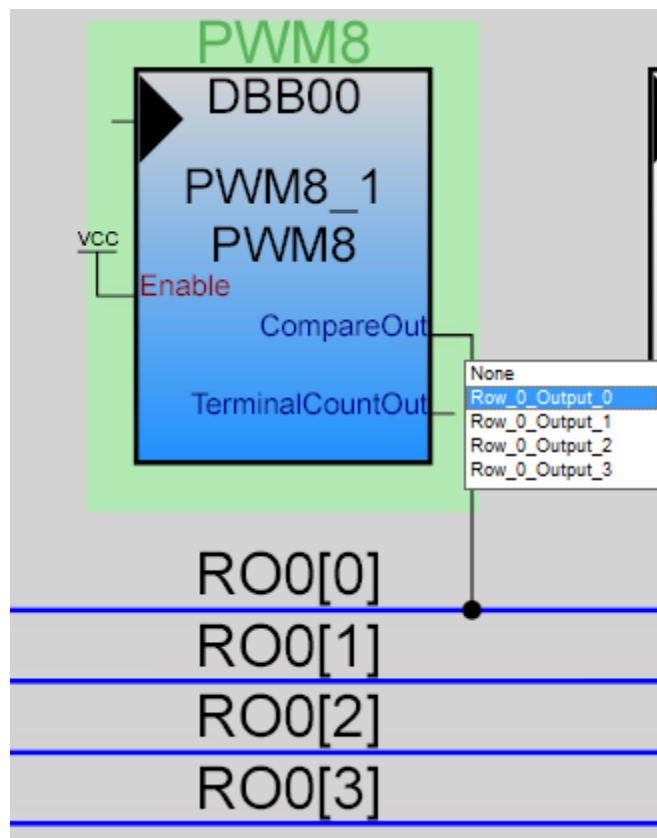 PWM8
DBB00
PWM8_1
PWM8
VCC
Enable
CompareOut
None
Row_0_Output_0
TerminalCountOut
Row_0_Output_1
Row_0_Output_2
Row_0_Output_3
RO0[0]
RO0[1]
RO0[2]
RO0[3]